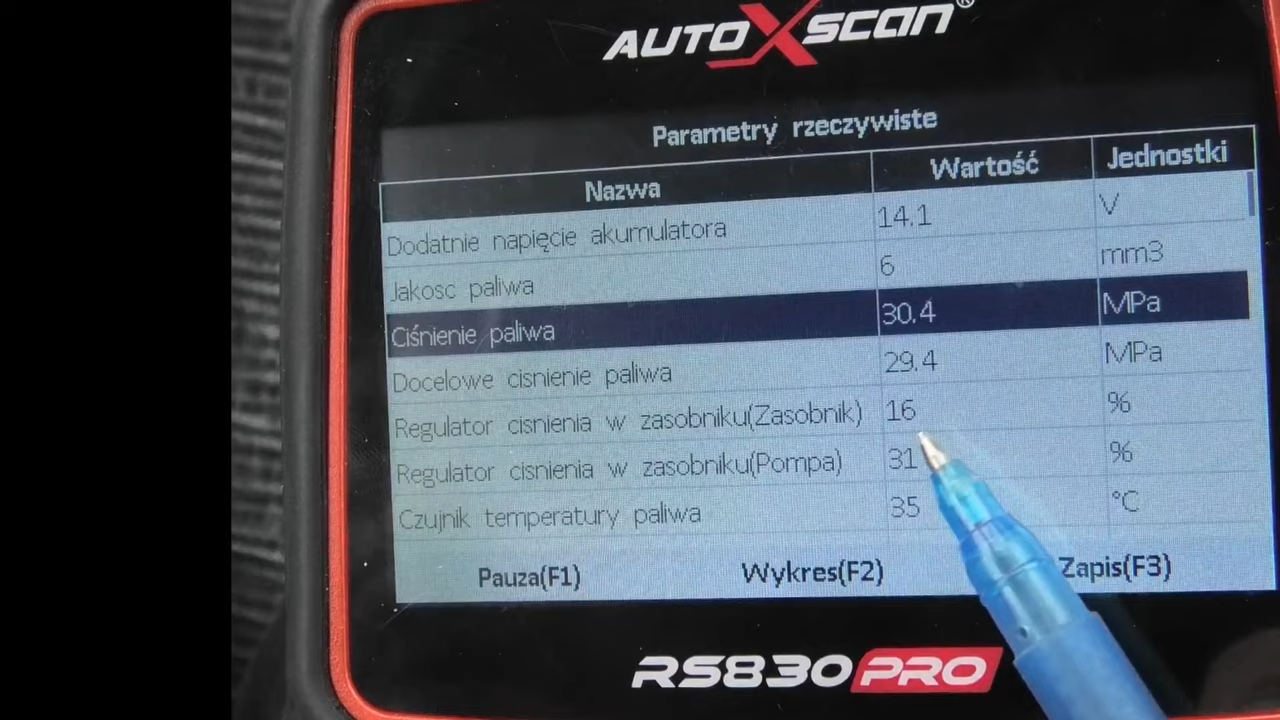 AUTOXSCAN®
Parametry rzeczywiste
Nazwa Wartość Jednostki
Dodatnie napięcie akumulatora 14.1 V
Jakosc paliwa 6 mm3
Ciśnienie paliwa 30.4 MPa
Docelowe cisnienie paliwa 29.4 MPa
Regulator cisnienia w zasobniku(Zasobnik) 16 %
Regulator cisnienia w zasobniku(Pompa) 31 %
Czujnik temperatury paliwa 35 °C
Pauza(F1) Wykres(F2) Zapis(F3)
RS830 PRO